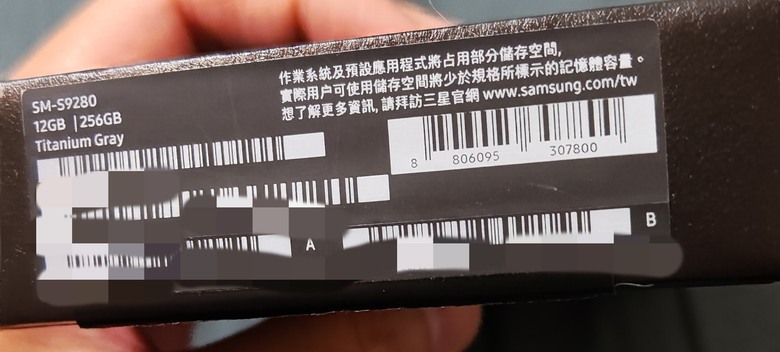 SM-S9280
12GB | 256GB
Titanium Gray
作業系統及預設應用程式將占用部分儲存空間,
實際用戶可使用儲存空間將少於規格所標示的記憶體容量。
想了解更多資訊, 請拜訪三星官網 www.samsung.com/tw
8 806095 307800
A
B